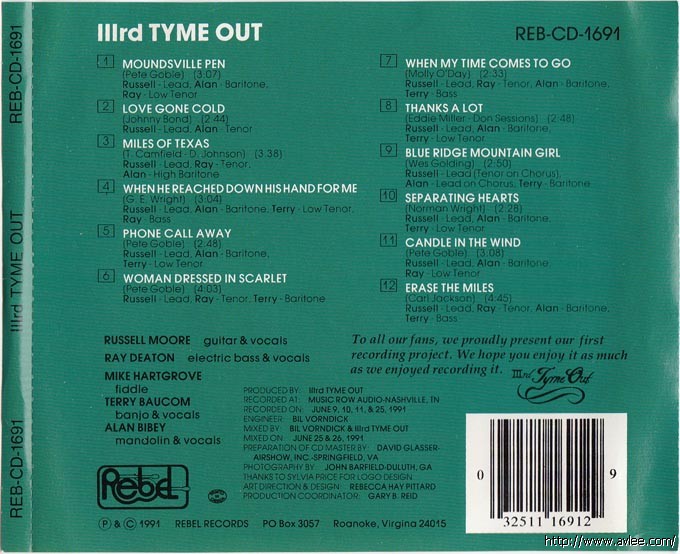 REB-CD-1691
IIIrd TYME OUT
REB-CD-1691
IIIrd TYME OUT
REB-CD-1691
1 MOUNDSVILLE PEN
(Pete Goble) (3:07)
Russell - Lead, Alan - Baritone,
Ray - Low Tenor
2 LOVE GONE COLD
(Johnny Bond) (2:44)
Russell - Lead, Alan - Tenor
3 MILES OF TEXAS
(T. Camfield - D. Johnson) (3:38)
Russell - Lead, Ray - Tenor,
Alan - High Baritone
4 WHEN HE REACHED DOWN HIS HAND FOR ME
(G. E. Wright) (3:04)
Russell - Lead, Alan - Baritone, Terry - Low Tenor,
Ray - Bass
5 PHONE CALL AWAY
(Pete Goble) (2:48)
Russell - Lead, Alan - Baritone,
Terry - Low Tenor
6 WOMAN DRESSED IN SCARLET
(Pete Goble) (4:03)
Russell - Lead, Ray - Tenor, Terry - Baritone
7 WHEN MY TIME COMES TO GO
(Molly O'Day) (2:33)
Russell - Lead, Ray - Tenor, Alan - Baritone,
Terry - Bass
8 THANKS A LOT
(Eddie Miller - Don Sessions) (2:48)
Russell - Lead, Alan - Baritone,
Terry - Low Tenor
9 BLUE RIDGE MOUNTAIN GIRL
(Wes Golding) (2:50)
Russell - Lead (Tenor on Chorus),
Alan - Lead on Chorus, Terry - Baritone
10 SEPARATING HEARTS
(Norman Wright) (2:28)
Russell - Lead, Alan - Baritone,
Terry - Low Tenor
11 CANDLE IN THE WIND
(Pete Goble) (3:08)
Russell - Lead, Alan - Baritone
Ray - Low Tenor
12 ERASE THE MILES
(Carl Jackson) (4:45)
Russell - Lead, Ray - Tenor, Alan - Baritone,
Terry - Bass
RUSSELL MOORE guitar & vocals
RAY DEATON electric bass & vocals
MIKE HARTGROVE
fiddle
TERRY BAUCOM
banjo & vocals
ALAN BIBEY
mandolin & vocals
To all our fans, we proudly present our first
recording project. We hope you enjoy it as much
as we enjoyed recording it. IIIrd Tyme Out
PRODUCED BY: IIIrd TYME OUT
RECORDED AT: MUSIC ROW AUDIO-NASHVILLE, TN
RECORDED ON: JUNE 9, 10, 11, & 25, 1991
ENGINEER: BIL VORNDICK
MIXED BY: BIL VORNDICK & IIIrd TYME OUT
MIXED ON: JUNE 25 & 26, 1991
PREPARATION OF CD MASTER BY: DAVID GLASSER-
AIRSHOW, INC.-SPRINGFIELD, VA
PHOTOGRAPHY BY: JOHN BARFIELD-DULUTH, GA
THANKS TO SYLVIA PRICE FOR LOGO DESIGN
ART DIRECTION & DESIGN: REBECCA HAY PITTARD
PRODUCTION COORDINATOR: GARY B. REID
Rebel
Ⓟ & © 1991 REBEL RECORDS PO Box 3057 Roanoke, Virgina 24015
0 32511 16912 9
http://www.avlee.com/